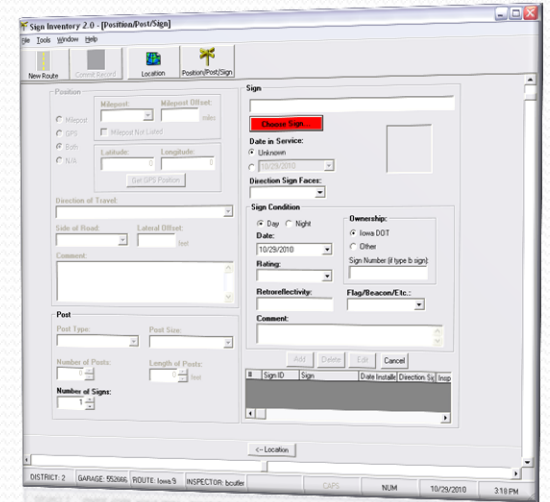 Sign Inventory 2.0 - [Position/Post/Sign]
File Tools Window Help
New Route Commit Record Location Position/Post/Sign
Position
Milepost: Milepost Offset:
Milepost
miles
GPS
Milepost Not Listed
Both
N/A
Latitude: Longitude:
0 0
Get GPS Position
Direction of Travel:
Side of Road: Lateral Offset:
feet
Comment:
Post
Post Type: Post Size:
Number of Posts: Length of Posts:
0 0 feet
Number of Signs:
1
Sign
Choose Sign...
Date in Service:
Unknown
10/29/2010
Direction Sign Faces:
Sign Condition
Day Night
Date:
10/29/2010
Rating:
Retroreflectivity:
Ownership:
Iowa DOT
Other
Sign Number (if type b sign):
Flag/Beacon/Etc.:
Comment:
Add Delete Edit Cancel
# Sign ID Sign Date Installe Direction Sig Insp
<-- Location
DISTRICT: 2 GARAGE: 552666 ROUTE: Iowa 9 INSPECTOR: bcutler CAPS NUM 10/29/2010 3:18 PM